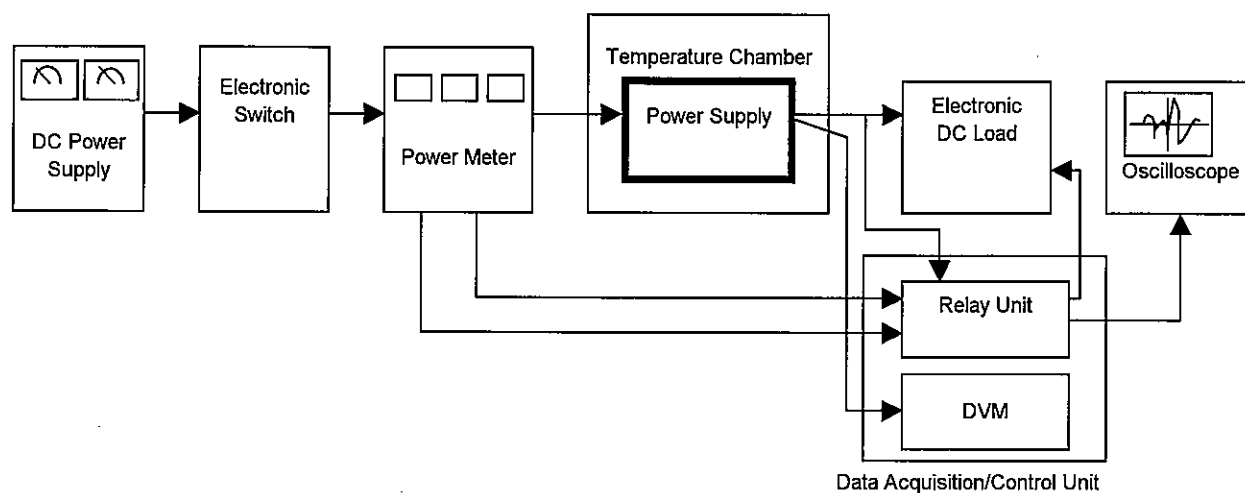 DC Power
Supply
Electronic
Switch
Power Meter
Temperature Chamber
Power Supply
Electronic
DC Load
Oscilloscope
Relay Unit
DVM
Data Acquisition/Control Unit